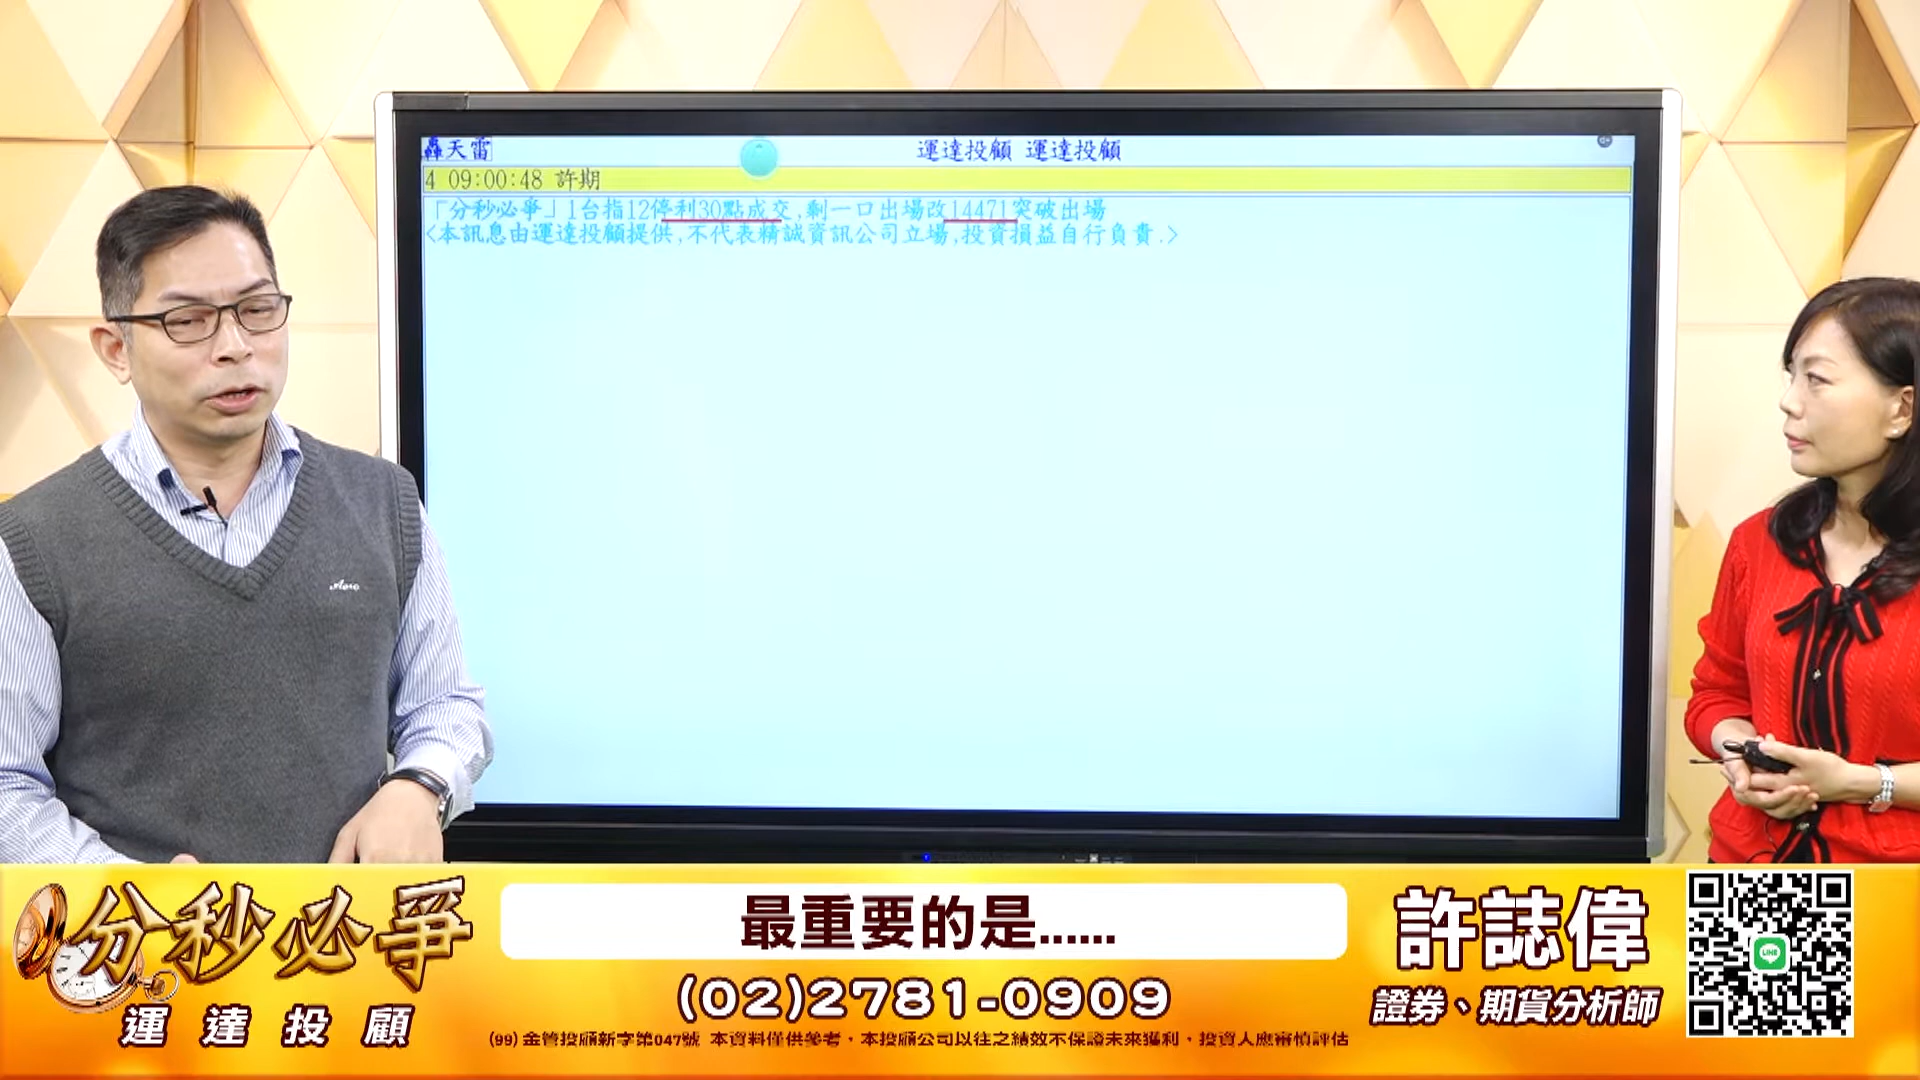 轟天雷
運達投顧 運達投顧
4 09:00:48 許期
「分秒必爭」1台指12停利30點成交,剩一口出場改14471突破出場
<本訊息由運達投顧提供,不代表精誠資訊公司立場,投資損益自行負責.>
Aero
分秒必爭
運達投顧
最重要的是......
(02)2781-0909
(99) 金管投顧新字第047號 本資料僅供參考，本投顧公司以往之績效不保證未來獲利，投資人應審慎評估
許誌偉
證券、期貨分析師
LINE